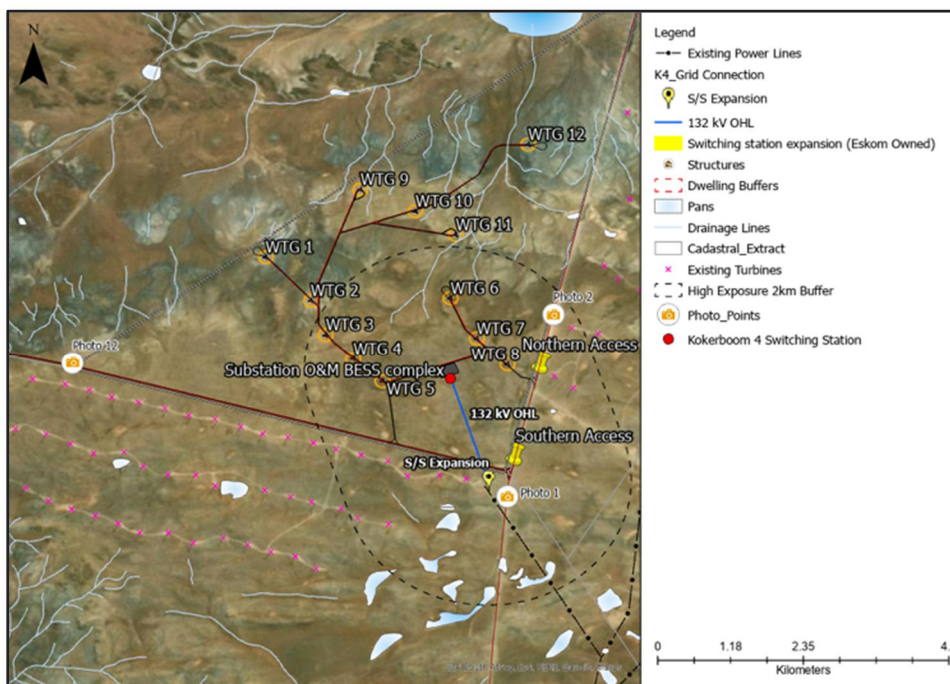 N
WTG 12
WTG 9
WTG 10
WTG 11
WTG 1
WTG 6
WTG 2
Photo 2
WTG 3
WTG 7
Northern Access
Photo 12
WTG 4
WTG 8
Substation O&M BESS complex
WTG 5
132 kV OHL
Southern Access
S/S Expansion
Photo 1
Legend
Existing Power Lines
K4_Grid Connection
S/S Expansion
132 kV OHL
Switching station expansion (Eskom Owned)
Structures
Dwelling Buffers
Pans
Drainage Lines
Cadastral_Extract
Existing Turbines
High Exposure 2km Buffer
Photo_Points
Kokerboom 4 Switching Station
0 1,18 2,35 4,
Kilometers